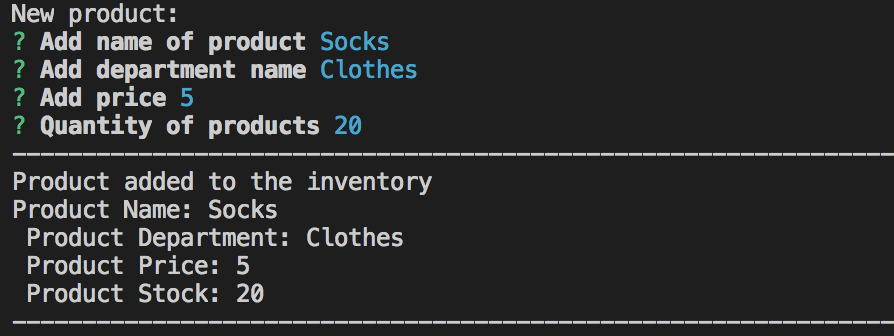 New product:
? Add name of product Socks
? Add department name Clothes
? Add price 5
? Quantity of products 20
----------------------------------------------------------------
Product added to the inventory
Product Name: Socks
 Product Department: Clothes
 Product Price: 5
 Product Stock: 20
----------------------------------------------------------------